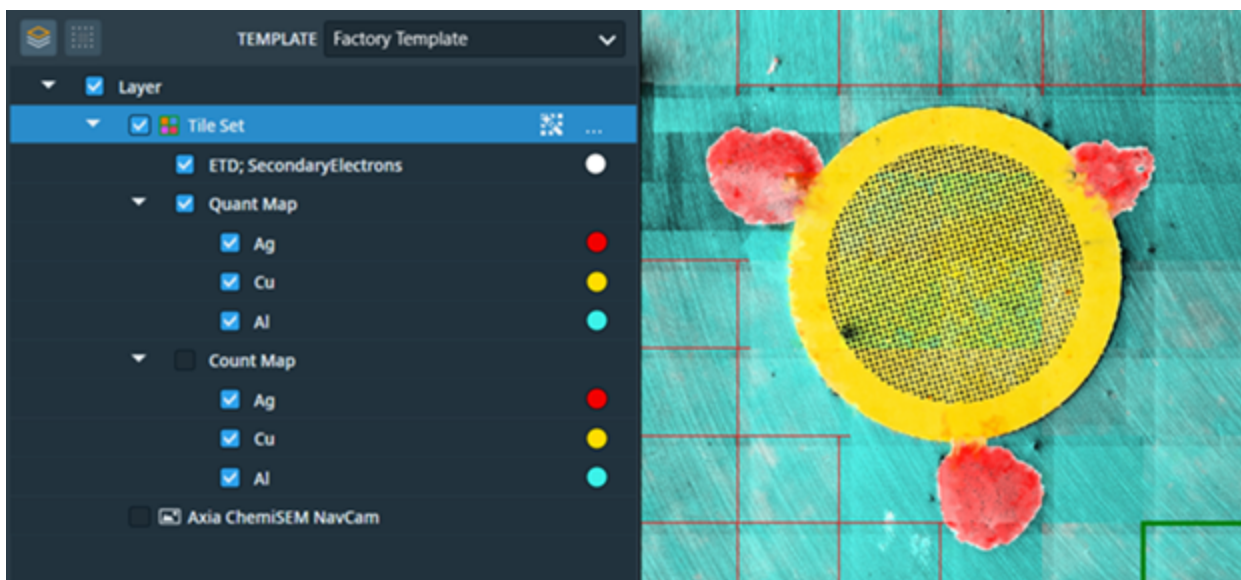 TEMPLATE Factory Template
Layer
Tile Set ...
ETD; SecondaryElectrons
Quant Map
Ag
Cu
Al
Count Map
Ag
Cu
Al
Axia ChemiSEM NavCam